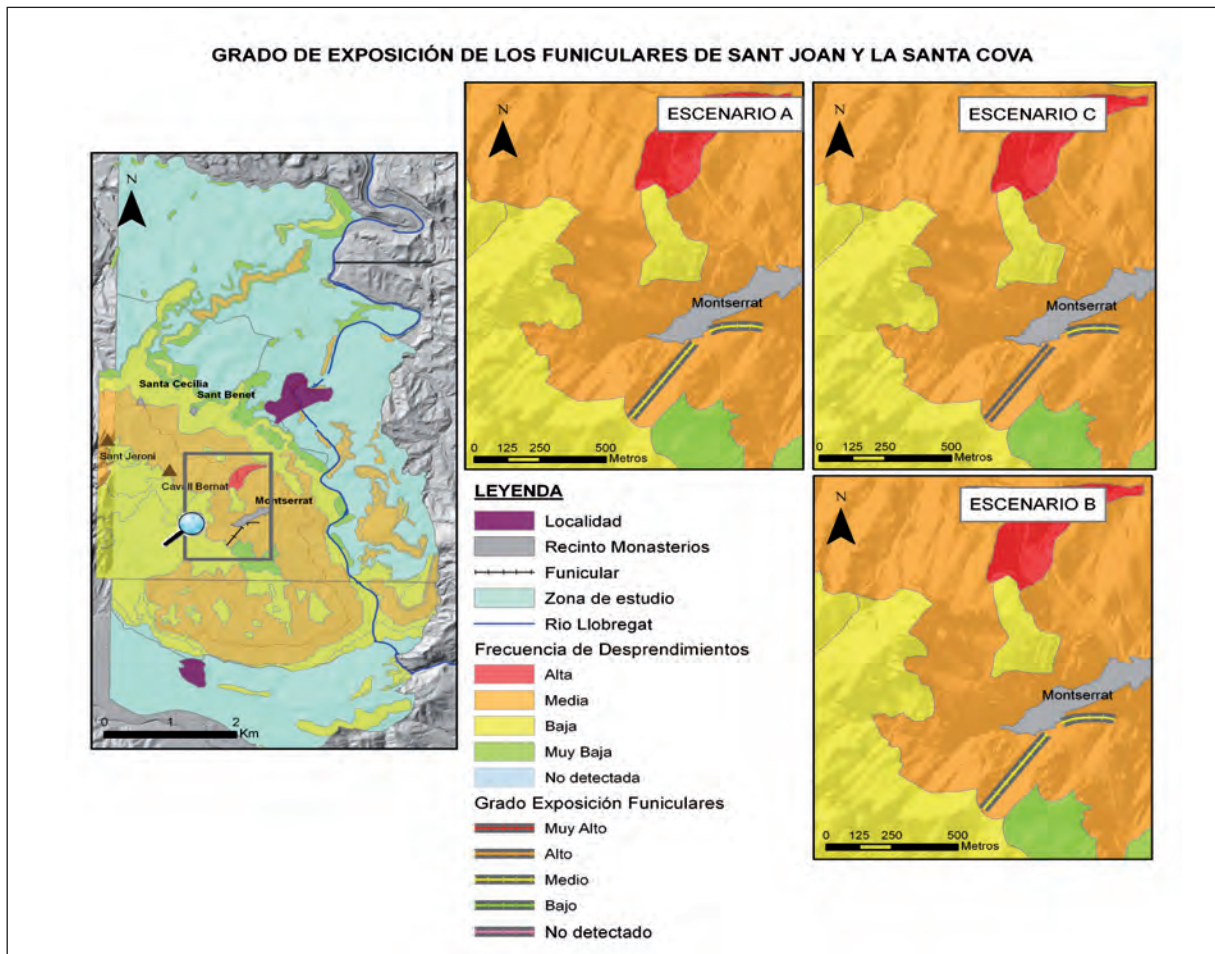 GRADO DE EXPOSICIÓN DE LOS FUNICULARES DE SANT JOAN Y LA SANTA COVA
N
Santa Cecilia
Sant Benet
Sant Jeroni
Cavall Bernat
Montserrat
0 1 2
Km
N
ESCENARIO A
Montserrat
0 125 250 500
Metros
N
ESCENARIO C
Montserrat
0 125 250 500
Metros
LEYENDA
Localidad
Recinto Monasterios
Funicular
Zona de estudio
Rio Llobregat
Frecuencia de Desprendimientos
Alta
Media
Baja
Muy Baja
No detectada
Grado Exposición Funiculares
Muy Alto
Alto
Medio
Bajo
No detectado
N
ESCENARIO B
Montserrat
0 125 250 500
Metros